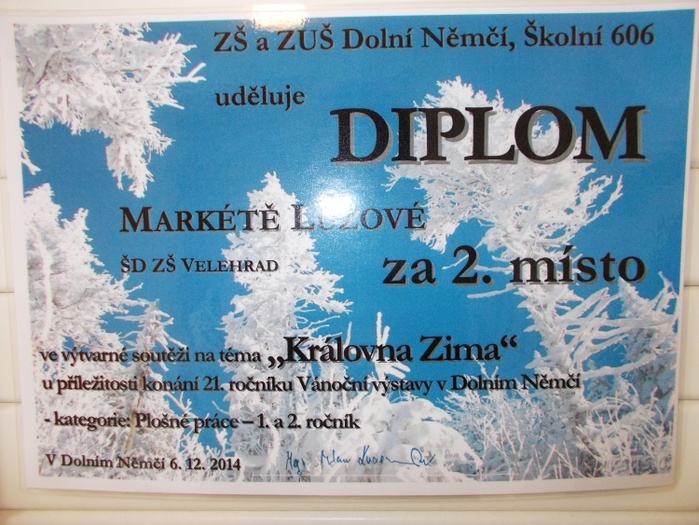 ZŠ a ZUŠ Dolní Němčí, Školní 606
uděluje
DIPLOM
MARKÉTĚ
ŠD ZŠ VELEHRAD
za 2. místo
ve výtvarné soutěži na téma „Královna Zima“
u příležitosti konání 21. ročníku Vánoční výstavy v Dolním Němčí
- kategorie: Plošné práce – 1. a 2. ročník
V Dolním Němčí 6. 12. 2014
Mgr.